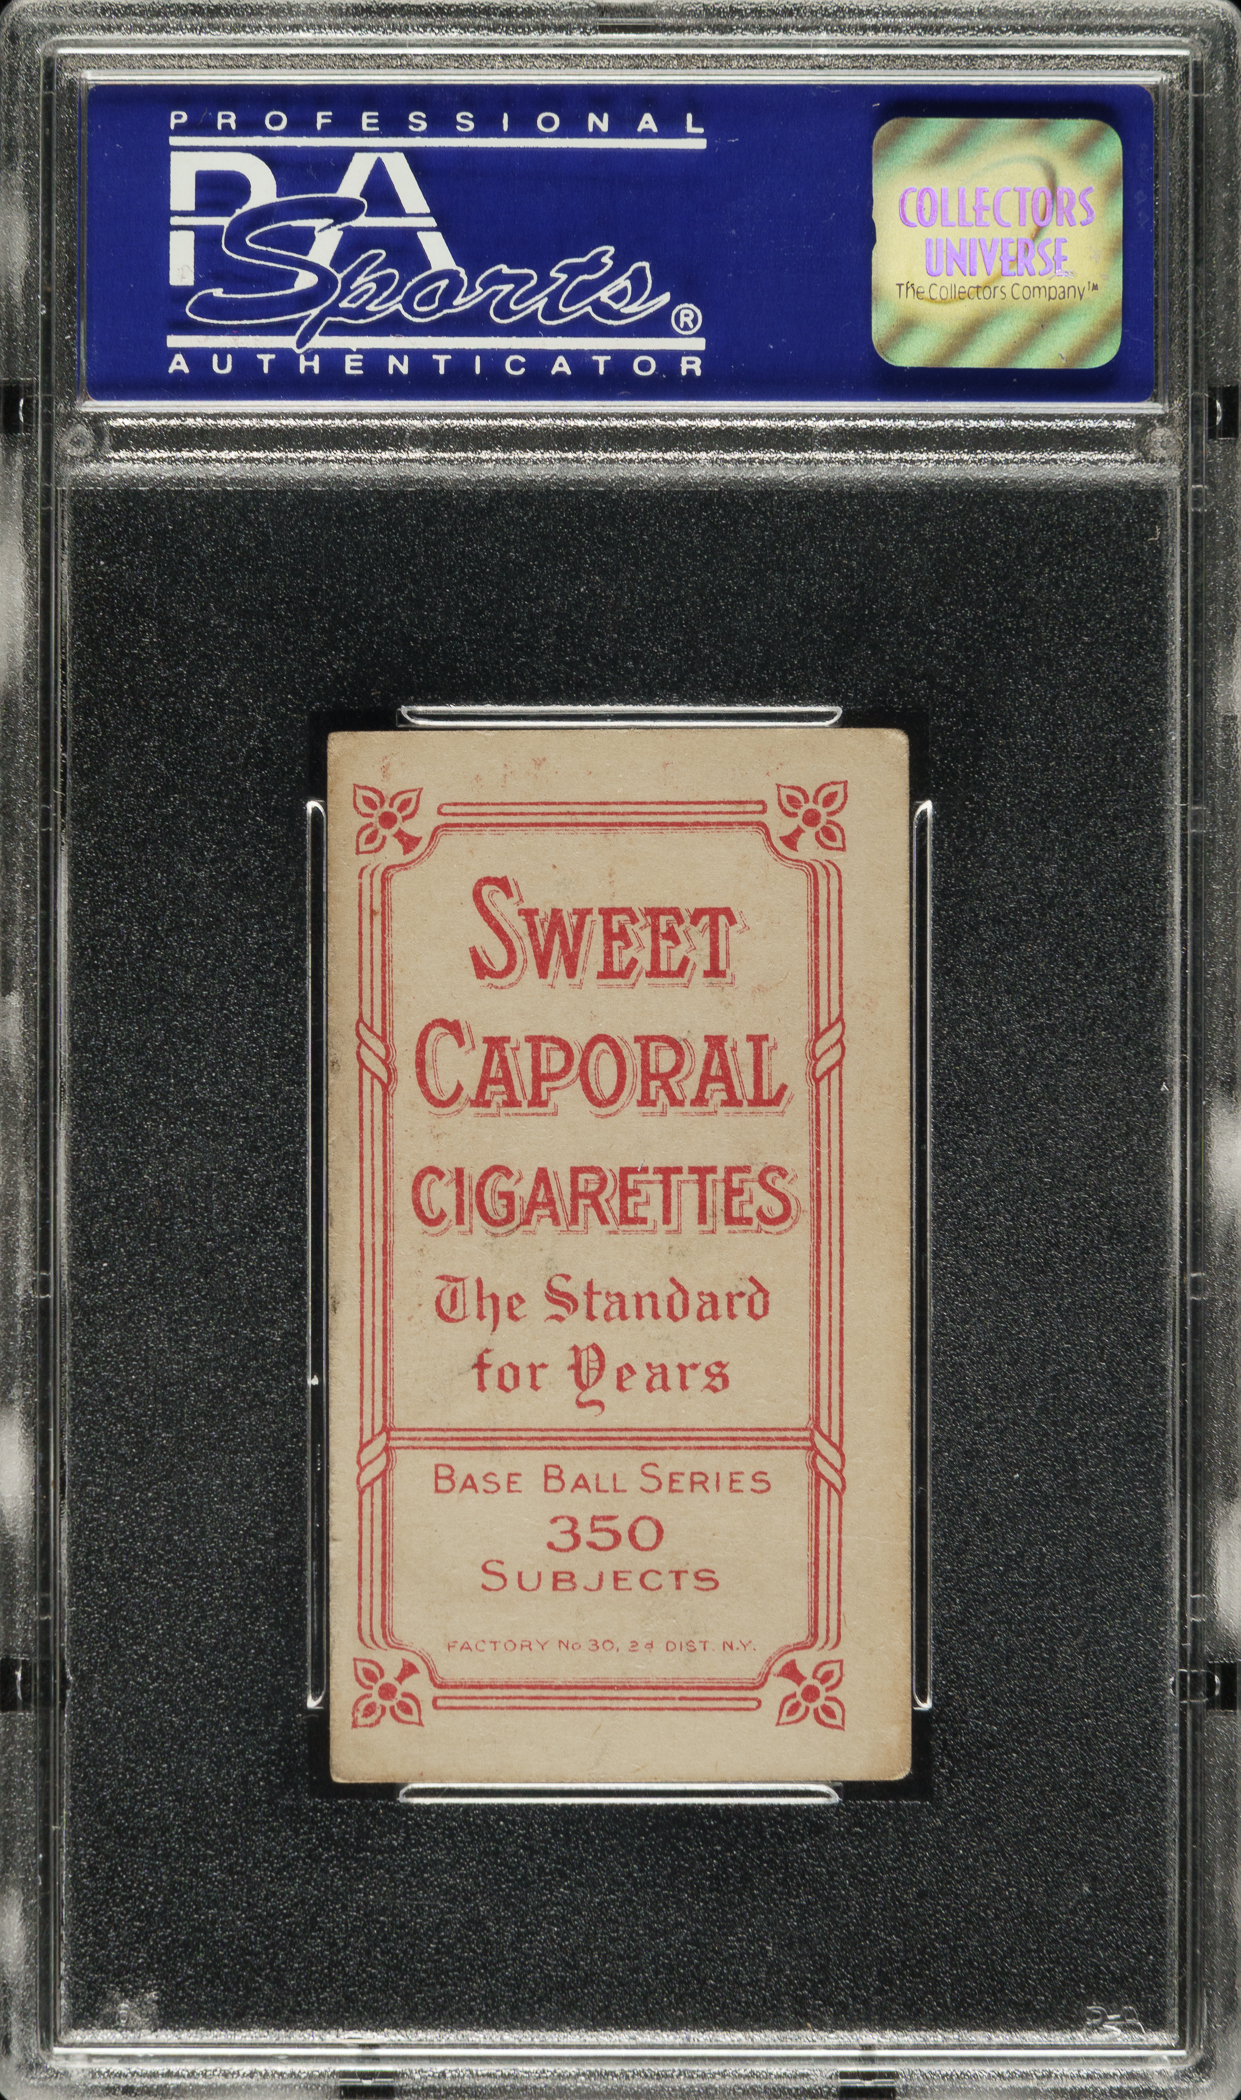 PROFESSIONAL
PSA
Sports®
AUTHENTICATOR
COLLECTORS
UNIVERSE
The Collectors Company™
SWEET
CAPORAL
CIGARETTES
The Standard
for Years
BASE BALL SERIES
350
SUBJECTS
FACTORY No 30, 2d DIST. N.Y.
PSA